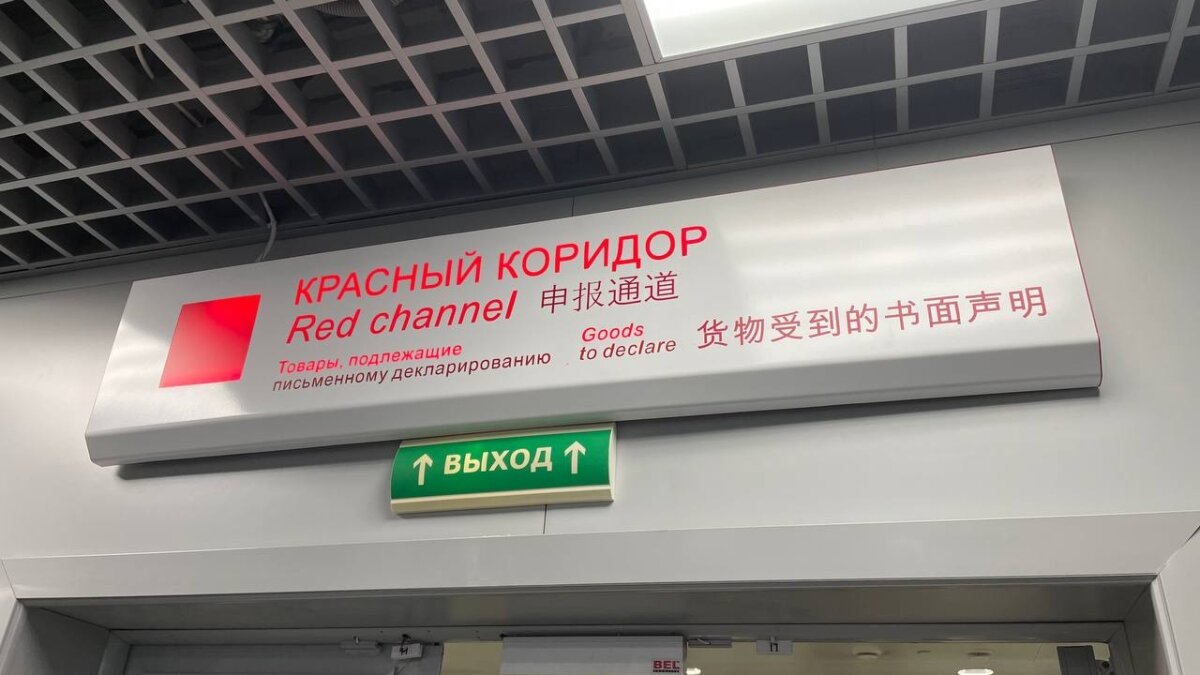 КРАСНЫЙ КОРИДОР
Red channel 申报通道
Товары, подлежащие
письменному декларированию
Goods
to declare
货物受到的书面声明
↑ ВЫХОД ↑
BEL